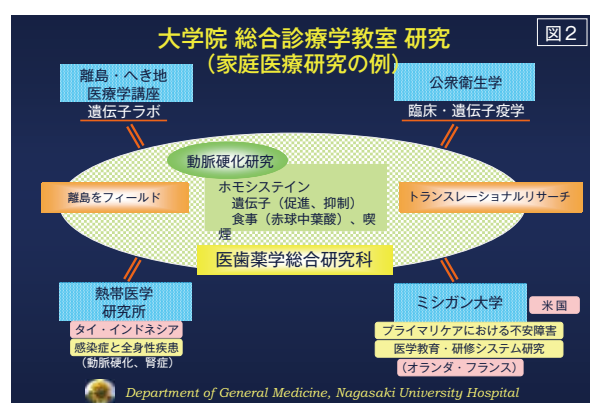 大学院 総合診療学教室 研究
(家庭医療研究の例)
図2
離島・へき地
医療学講座
遺伝子ラボ
公衆衛生学
臨床・遺伝子疫学
動脈硬化研究
ホモシステイン
遺伝子(促進、抑制)
食事(赤球中葉酸)、喫
煙
離島をフィールド
トランスレーショナルリサーチ
医歯薬学総合研究科
熱帯医学
研究所
タイ・インドネシア
感染症と全身性疾患
(動脈硬化、腎症)
ミシガン大学
米国
プライマリケアにおける不安障害
医学教育・研修システム研究
(オランダ・フランス)
Department of General Medicine, Nagasaki University Hospital